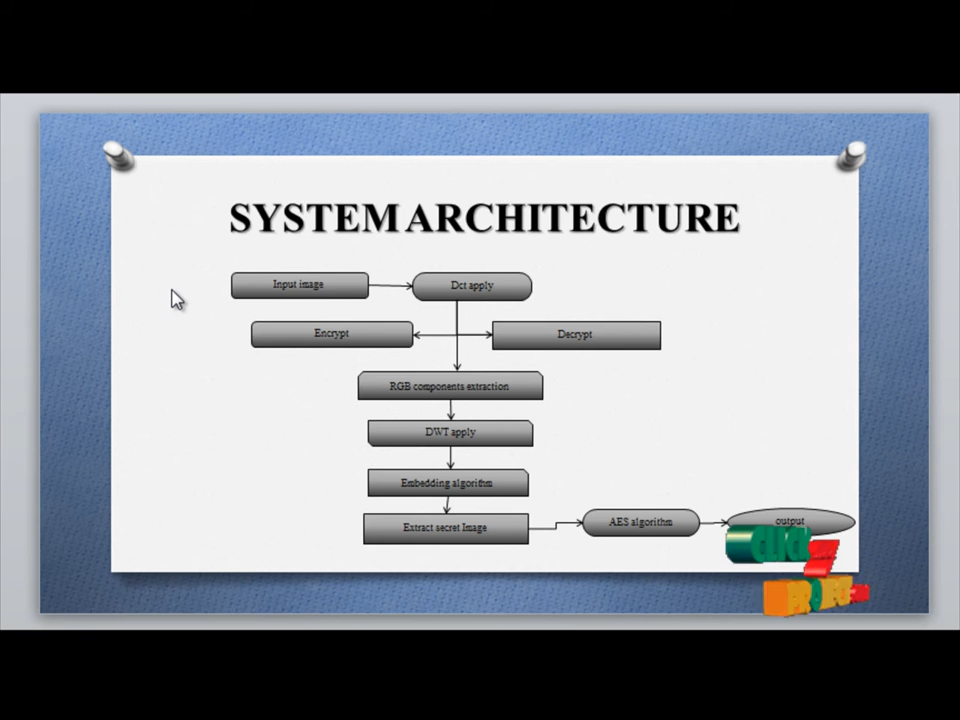 SYSTEM ARCHITECTURE
Input image
Dct apply
Encrypt
Decrypt
RGB components extraction
DWT apply
Embedding algorithm
Extract secret Image
AES algorithm
output
CLICK